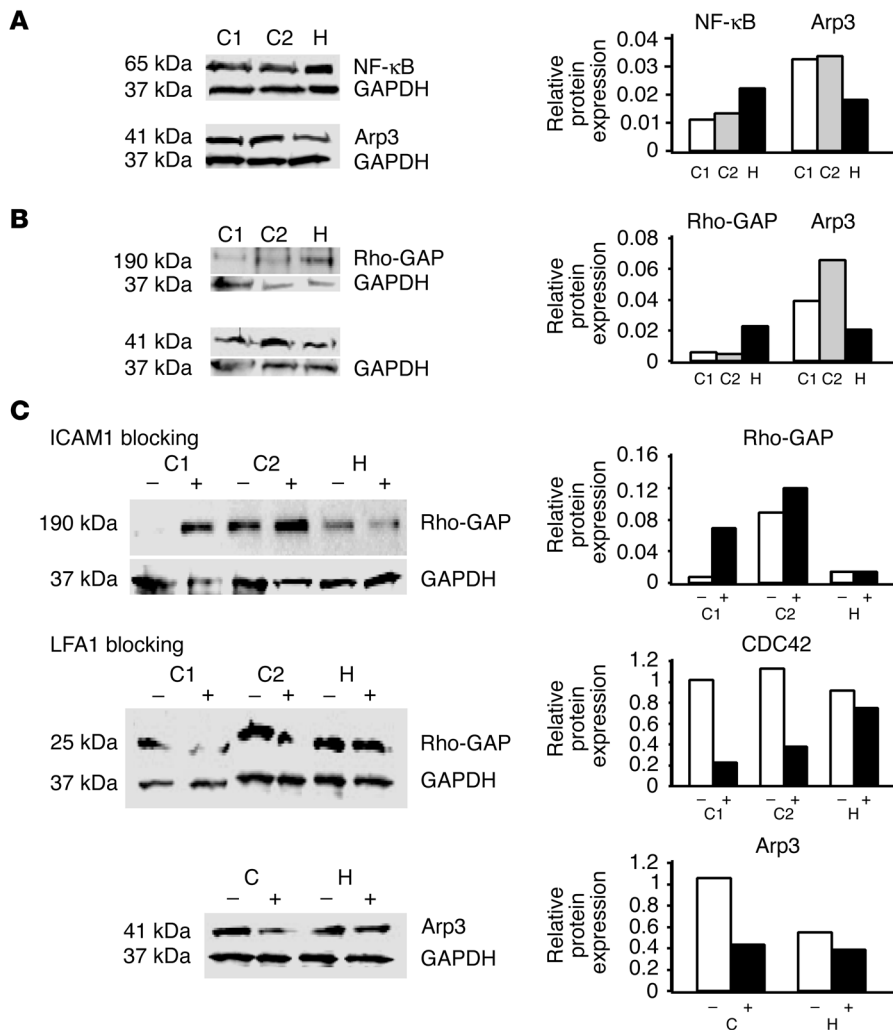 A
C1 C2 H
65 kDa NF-κB
37 kDa GAPDH
41 kDa Arp3
37 kDa GAPDH
NF-κB Arp3
Relative protein expression
0.04
0.03
0.02
0.01
0
C1 C2 H C1 C2 H
B
C1 C2 H
190 kDa Rho-GAP
37 kDa GAPDH
41 kDa
37 kDa GAPDH
Rho-GAP Arp3
Relative protein expression
0.08
0.06
0.04
0.02
0
C1 C2 H C1 C2 H
C
ICAM1 blocking
C1 C2 H
– + – + – +
190 kDa Rho-GAP
37 kDa GAPDH
Rho-GAP
Relative protein expression
0.16
0.12
0.08
0.04
0
– + – + – +
C1 C2 H
LFA1 blocking
C1 C2 H
– + – + – +
25 kDa Rho-GAP
37 kDa GAPDH
CDC42
Relative protein expression
1.2
1
0.8
0.6
0.4
0.2
0
– + – + – +
C1 C2 H
C H
– + – +
41 kDa Arp3
37 kDa GAPDH
Arp3
Relative protein expression
1.2
1
0.8
0.6
0.4
0.2
0
– + – +
C H